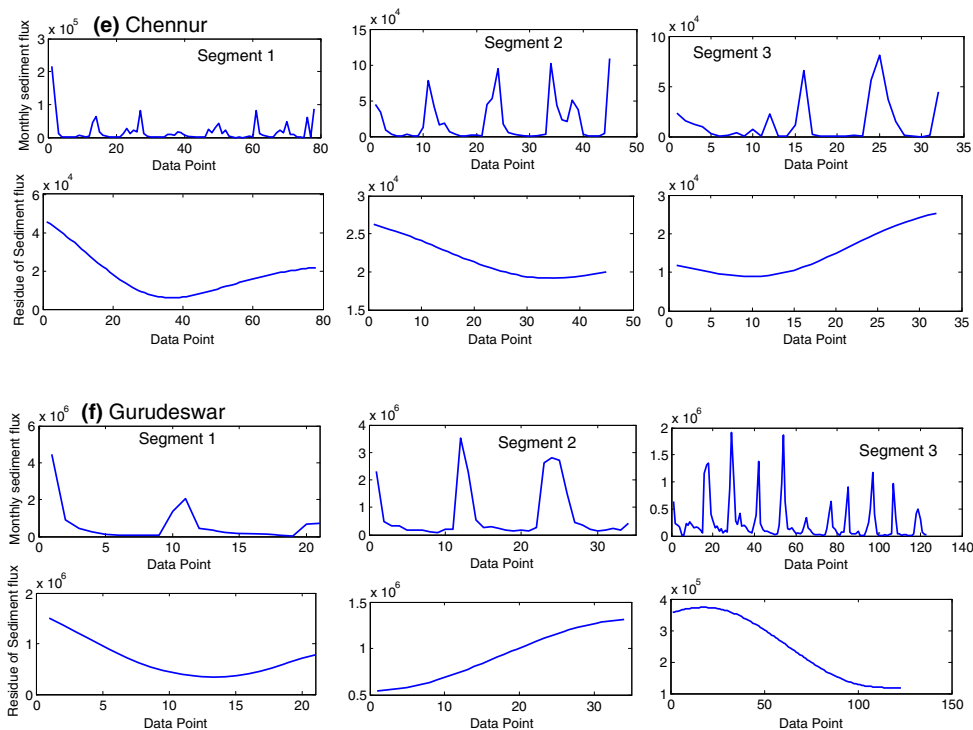 (e) Chennur
x 10^5
Segment 1
Monthly sediment flux
3
2
1
0
0 20 40 60 80
Data Point
x 10^4
Segment 2
15
10
5
0
0 10 20 30 40 50
Data Point
x 10^4
Segment 3
10
5
0
0 5 10 15 20 25 30 35
Data Point
x 10^4
Residue of Sediment flux
6
4
2
0
0 20 40 60 80
Data Point
x 10^4
3
2.5
2
1.5
0 10 20 30 40 50
Data Point
x 10^4
3
2
1
0
0 5 10 15 20 25 30 35
Data Point
(f) Gurudeswar
x 10^6
Segment 1
Monthly sediment flux
6
4
2
0
0 5 10 15 20
Data Point
x 10^6
Segment 2
4
3
2
1
0
0 10 20 30
Data Point
x 10^6
Segment 3
2
1.5
1
0.5
0
0 20 40 60 80 100 120 140
Data Point
x 10^6
Residue of Sediment flux
2
1
0
0 5 10 15 20
Data Point
x 10^6
1.5
1
0.5
0 10 20 30
Data Point
x 10^5
4
3
2
1
0 50 100 150
Data Point